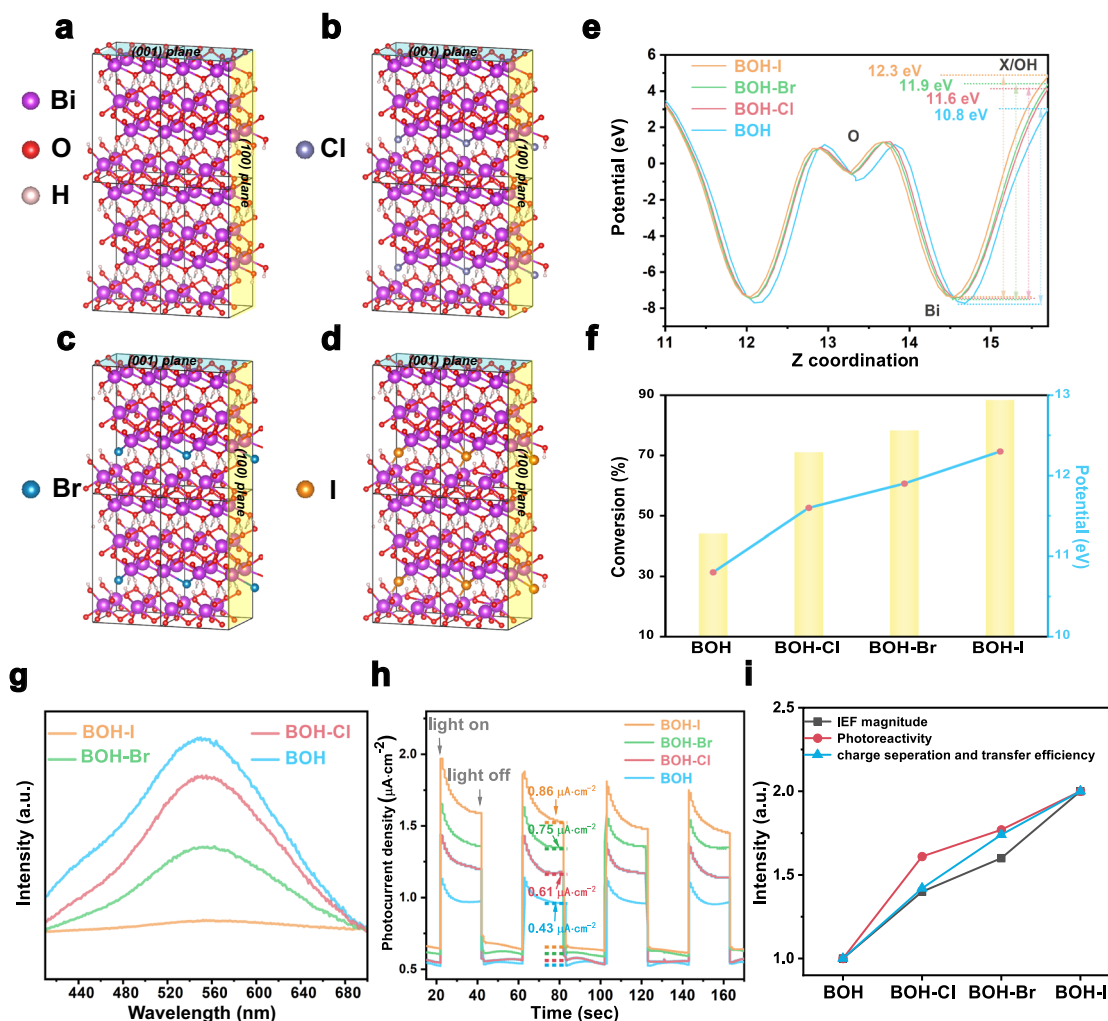 a
(001) plane
(100) plane
Bi
O
H
b
(001) plane
(100) plane
Cl
c
(001) plane
(100) plane
Br
d
(001) plane
(100) plane
I
e
BOH-I
BOH-Br
BOH-Cl
BOH
X/OH
12.3 eV
11.9 eV
11.6 eV
10.8 eV
O
Bi
Potential (eV)
6
4
2
0
-2
-4
-6
-8
11
12
13
14
15
Z coordination
f
Conversion (%)
90
70
50
30
10
13
12
11
10
Potential (eV)
BOH
BOH-Cl
BOH-Br
BOH-I
g
BOH-I
BOH-Br
BOH-Cl
BOH
Intensity (a.u.)
440
480
520
560
600
640
680
Wavelength (nm)
h
light on
light off
BOH-I
BOH-Br
BOH-Cl
BOH
0.86 μA·cm⁻²
0.75 μA·cm⁻²
0.61 μA·cm⁻²
0.43 μA·cm⁻²
Photocurrent density (μA·cm⁻²)
2.0
1.5
1.0
0.5
20
40
60
80
100
120
140
160
Time (sec)
i
IEF magnitude
Photoreactivity
charge seperation and transfer efficiency
Intensity (a.u.)
2.5
2.0
1.5
1.0
BOH
BOH-Cl
BOH-Br
BOH-I